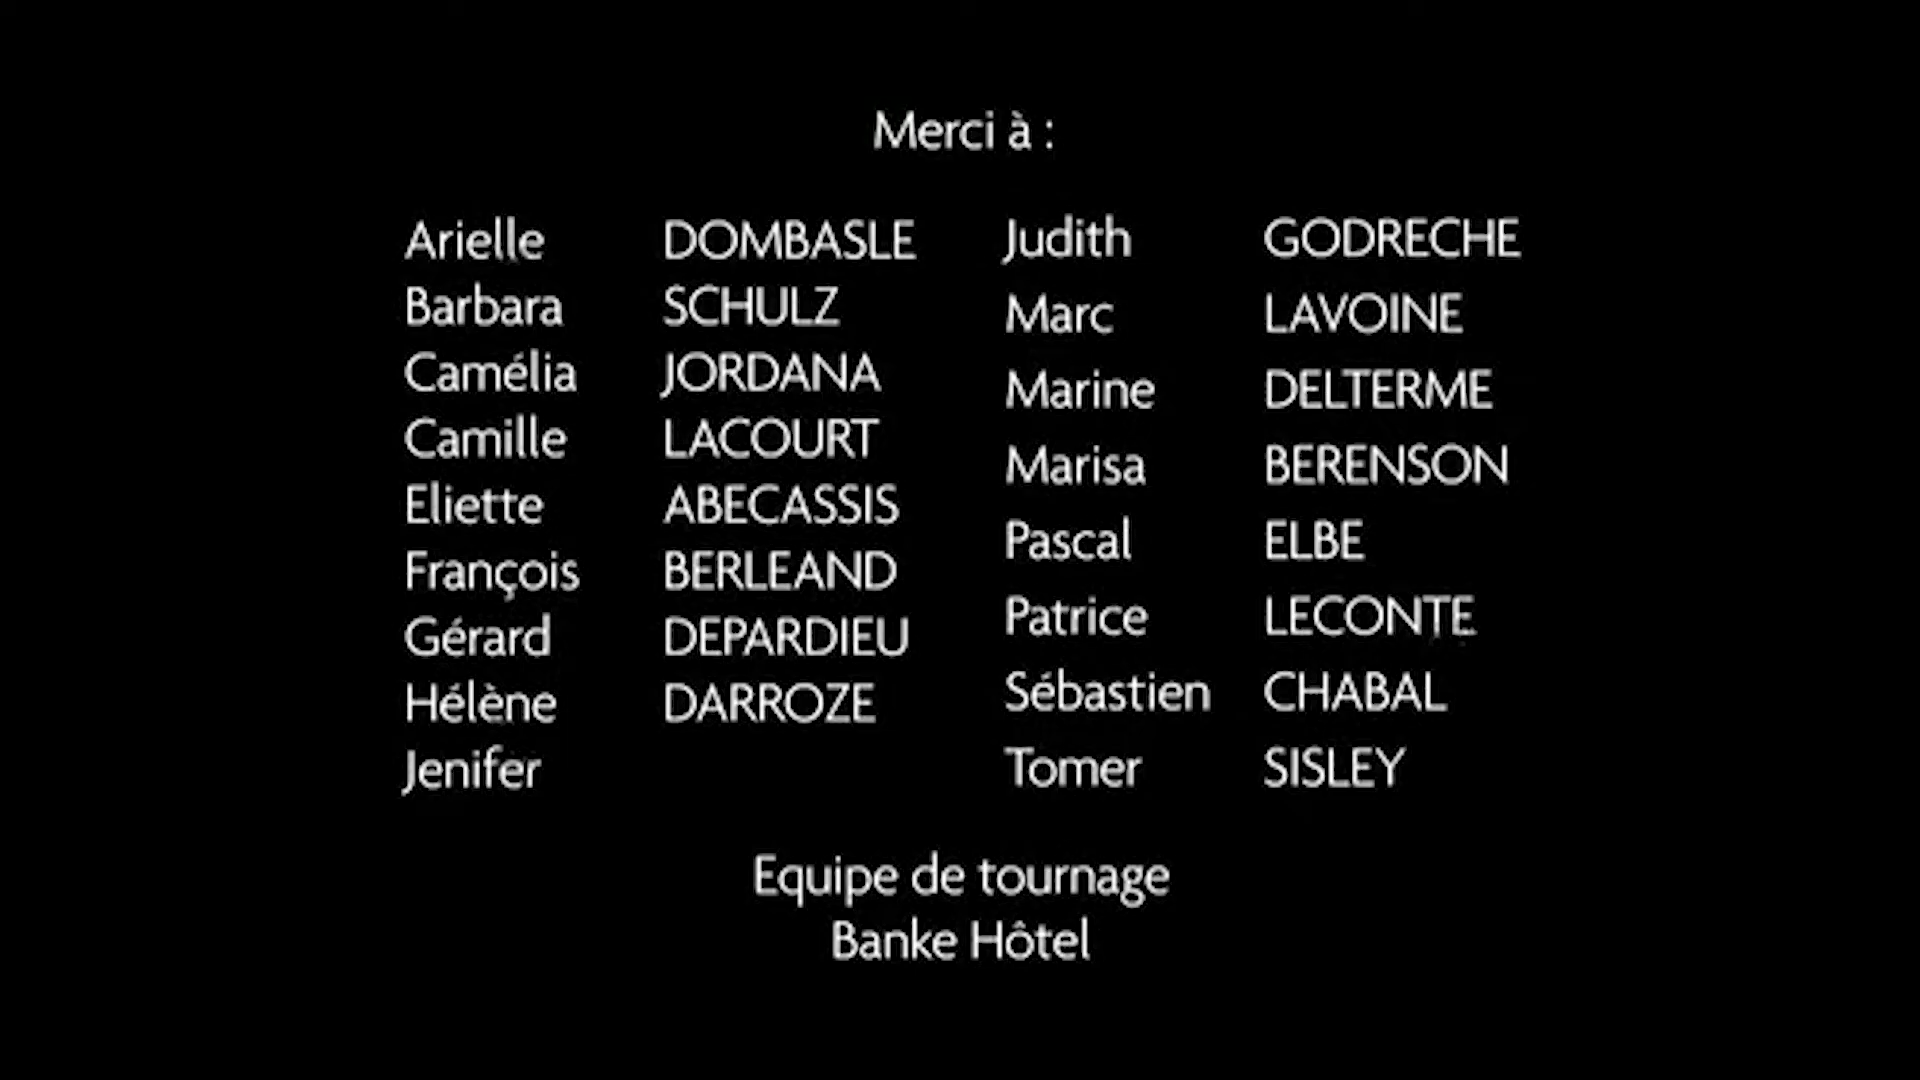 Merci à :
Arielle DOMBASLE
Barbara SCHULZ
Camélia JORDANA
Camille LACOURT
Eliette ABECASSIS
François BERLEAND
Gérard DEPARDIEU
Hélène DARROZE
Jenifer
Judith GODRECHE
Marc LAVOINE
Marine DELTERME
Marisa BERENSON
Pascal ELBE
Patrice LECONTE
Sébastien CHABAL
Tomer SISLEY
Equipe de tournage
Banke Hôtel